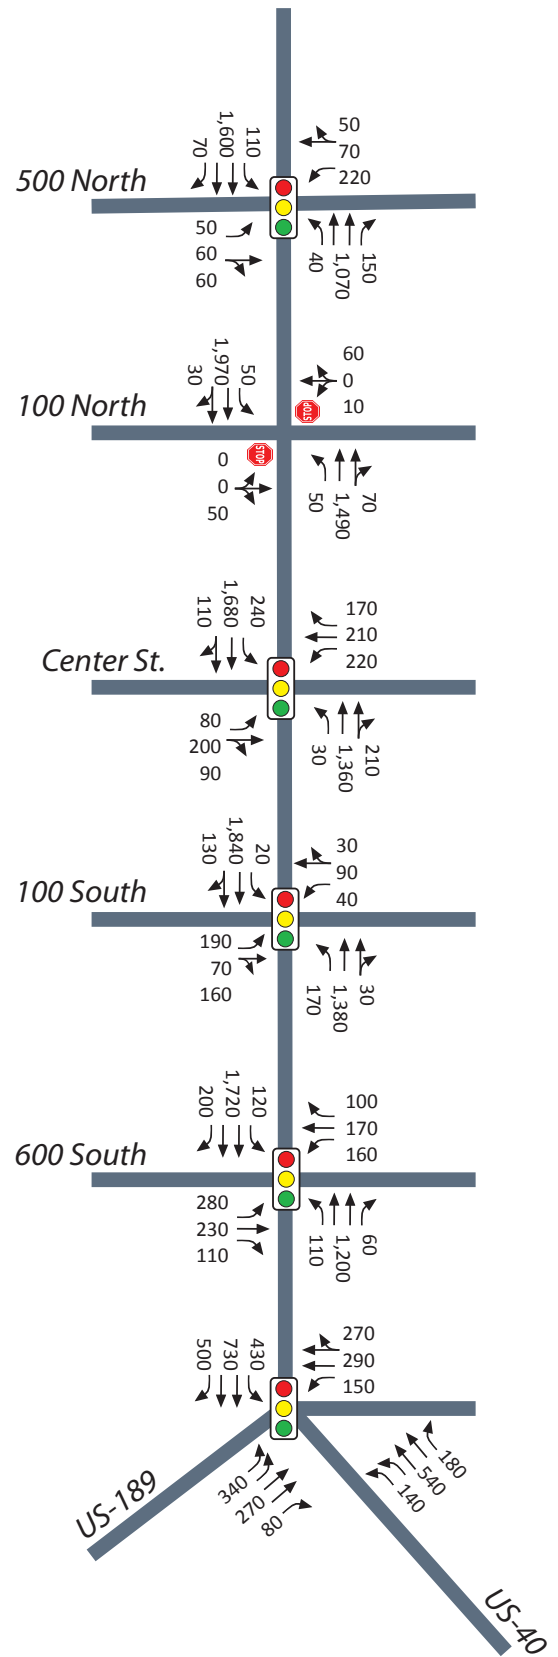 70 1,600 110
50
70
220
500 North
50
60
60
40 1,070 150
30 1,970 50
60
0
10
100 North
STOP
STOP
0
0
50
50 1,490 70
110 1,680 240
170
210
220
Center St.
80
200
90
30 1,360 210
130 1,840 20
30
90
40
100 South
190
70
160
170 1,380 30
200 1,720 120
100
170
160
600 South
280
230
110
110 1,200 60
500 730 430
270
290
150
US-189
340
270
80
140
540
180
US-40